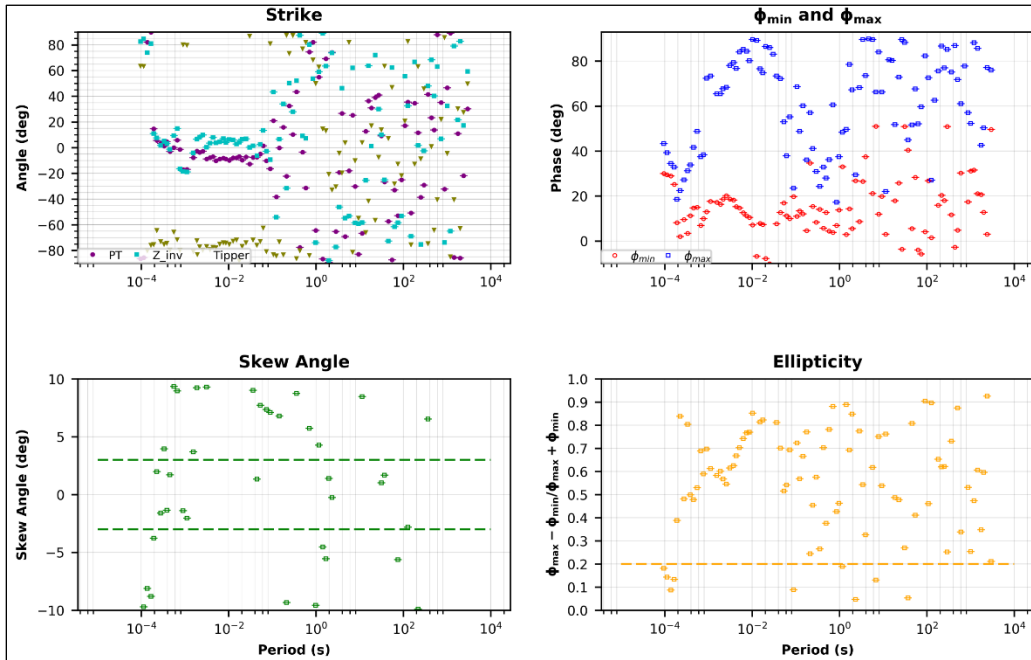 Strike
80
60
40
20
0
−20
−40
−60
−80
Angle (deg)
PT Z_inv Tipper
10⁻⁴ 10⁻² 10⁰ 10² 10⁴
ϕmin and ϕmax
80
60
40
20
0
Phase (deg)
ϕmin ϕmax
10⁻⁴ 10⁻² 10⁰ 10² 10⁴
Skew Angle
10
5
0
−5
−10
Skew Angle (deg)
10⁻⁴ 10⁻² 10⁰ 10² 10⁴
Period (s)
Ellipticity
1.0
0.9
0.8
0.7
0.6
0.5
0.4
0.3
0.2
0.1
0.0
ϕmax − ϕmin/ϕmax + ϕmin
10⁻⁴ 10⁻² 10⁰ 10² 10⁴
Period (s)